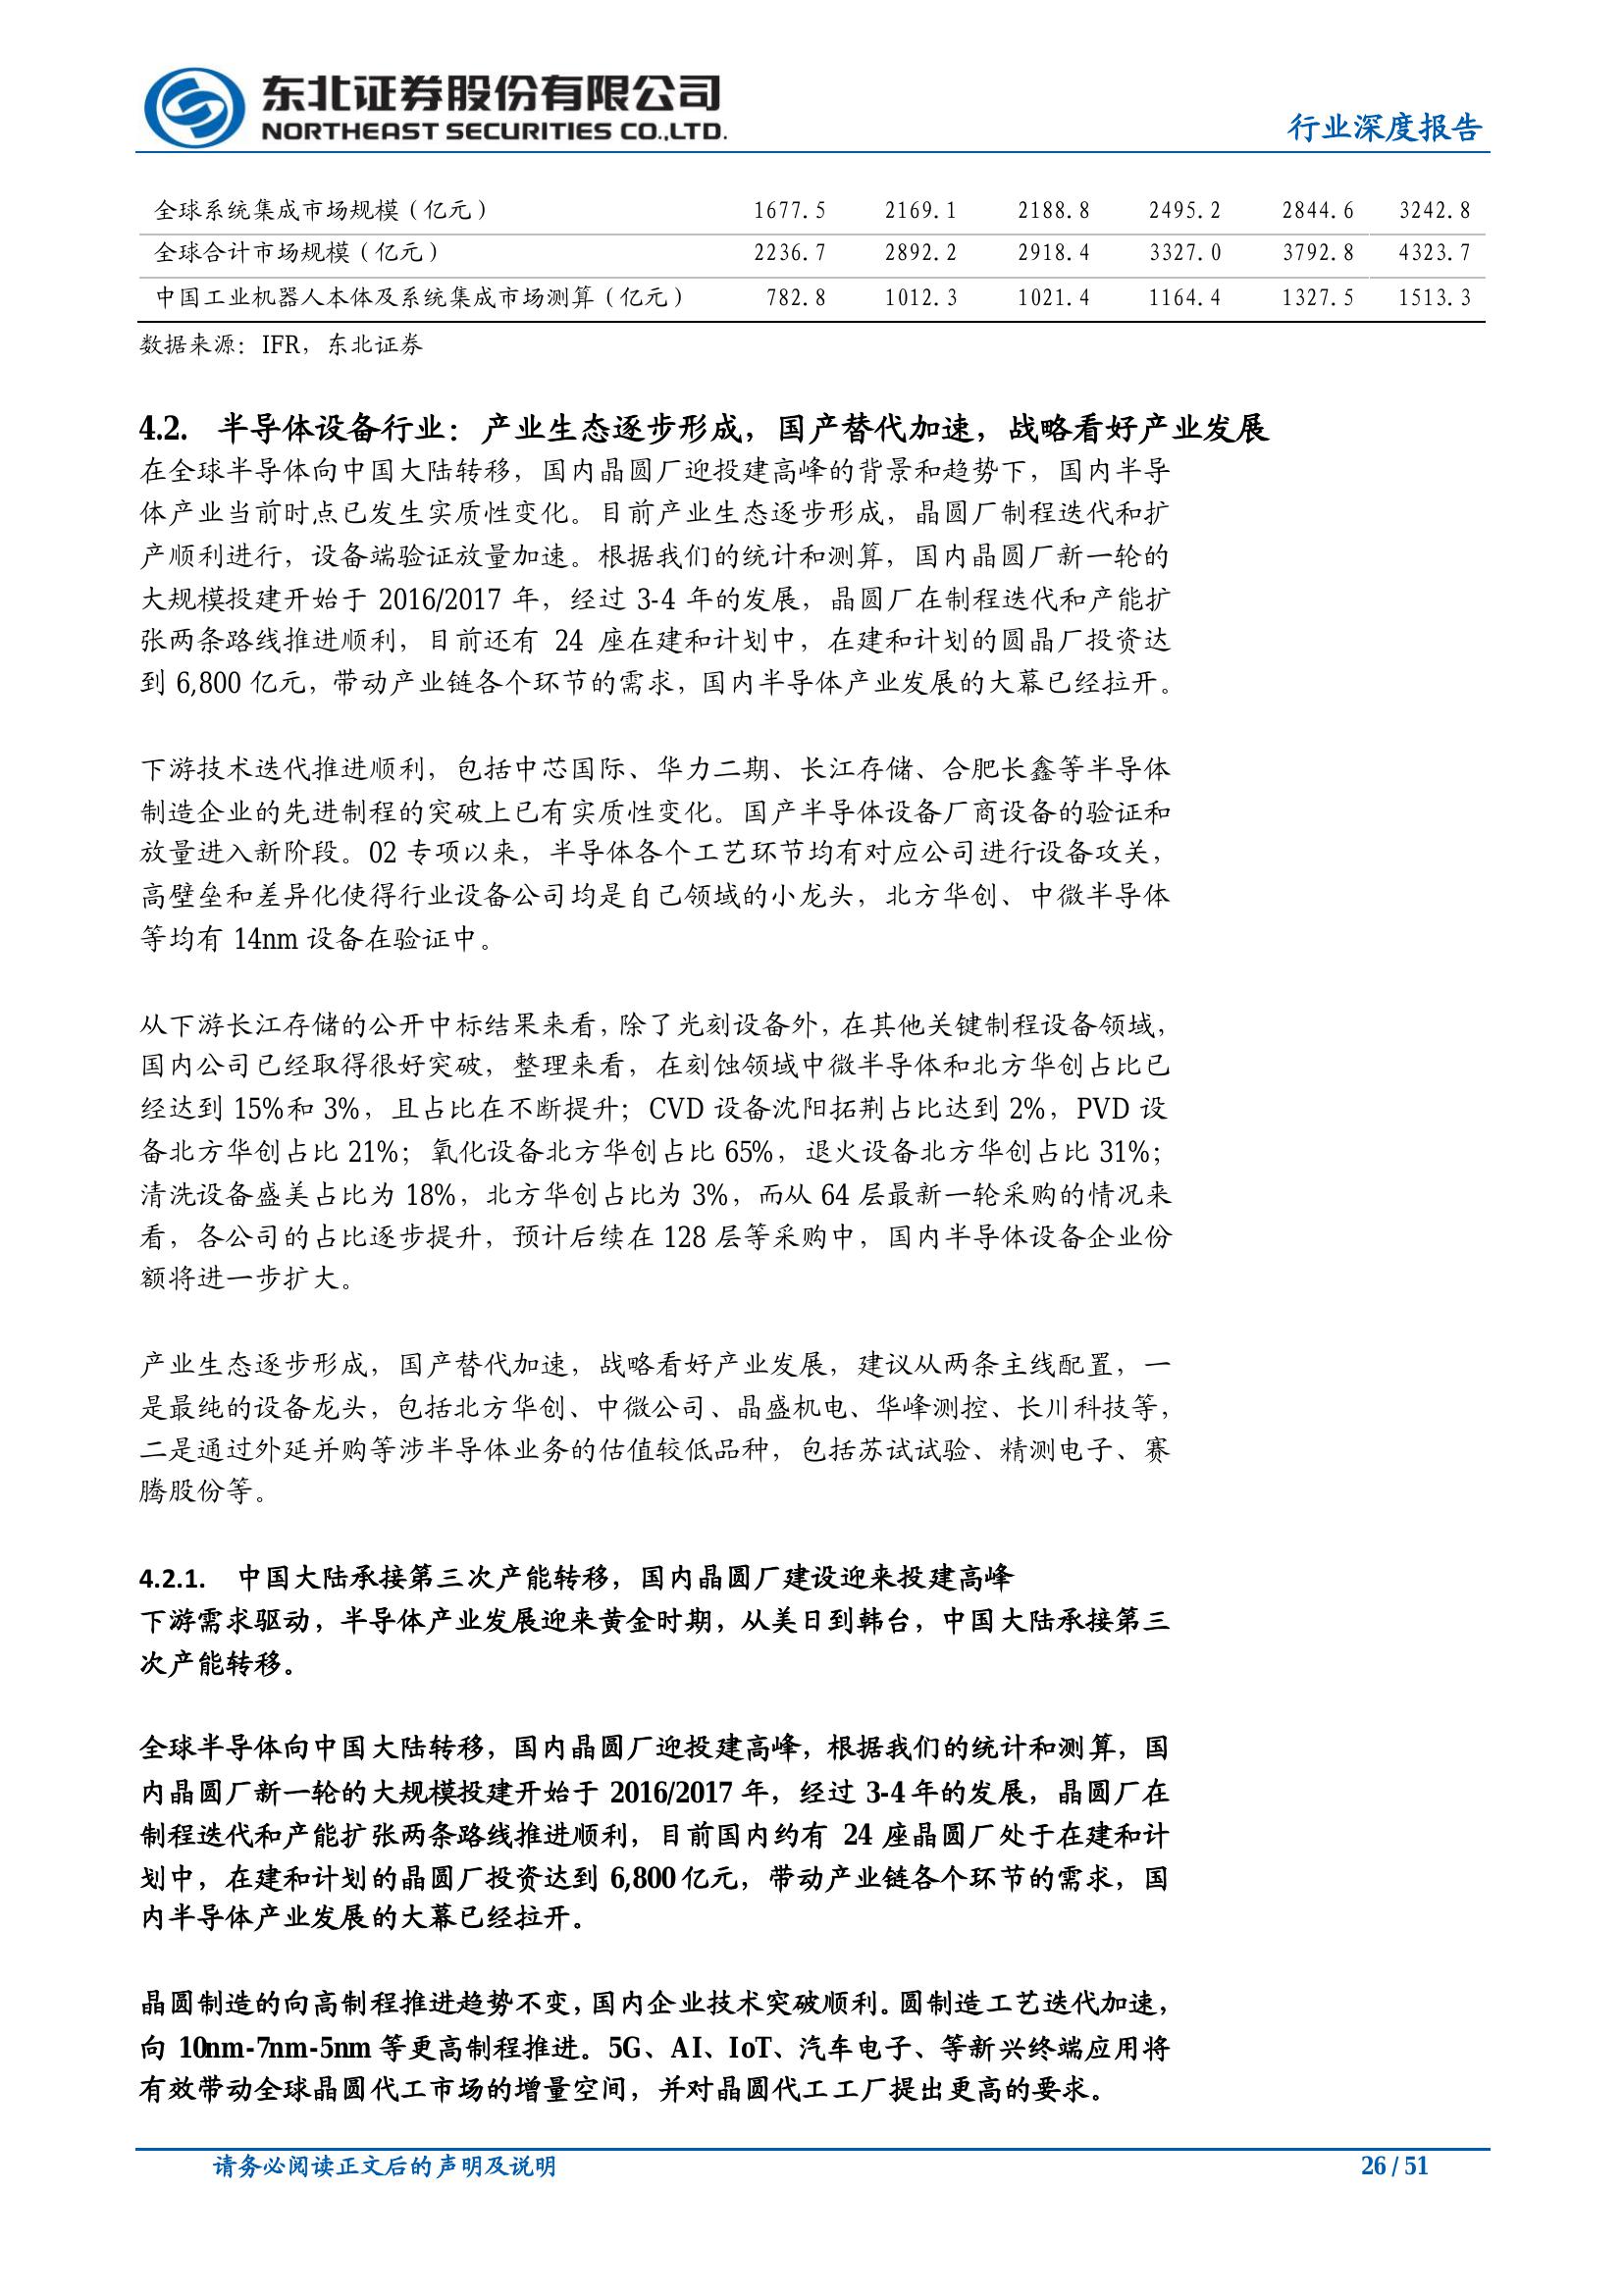 东北证券股份有限公司
NORTHEAST SECURITIES CO.,LTD.
行业深度报告
全球系统集成市场规模（亿元） 1677.5 2169.1 2188.8 2495.2 2844.6 3242.8
全球合计市场规模（亿元） 2236.7 2892.2 2918.4 3327.0 3792.8 4323.7
中国工业机器人本体及系统集成市场测算（亿元） 782.8 1012.3 1021.4 1164.4 1327.5 1513.3
数据来源：IFR，东北证券
4.2. 半导体设备行业：产业生态逐步形成，国产替代加速，战略看好产业发展
在全球半导体向中国大陆转移，国内晶圆厂迎投建高峰的背景和趋势下，国内半导
体产业当前时点已发生实质性变化。目前产业生态逐步形成，晶圆厂制程迭代和扩
产顺利进行，设备端验证放量加速。根据我们的统计和测算，国内晶圆厂新一轮的
大规模投建开始于 2016/2017 年，经过 3-4 年的发展，晶圆厂在制程迭代和产能扩
张两条路线推进顺利，目前还有 24 座在建和计划中，在建和计划的圆晶厂投资达
到 6,800 亿元，带动产业链各个环节的需求，国内半导体产业发展的大幕已经拉开。
下游技术迭代推进顺利，包括中芯国际、华力二期、长江存储、合肥长鑫等半导体
制造企业的先进制程的突破上已有实质性变化。国产半导体设备厂商设备的验证和
放量进入新阶段。02 专项以来，半导体各个工艺环节均有对应公司进行设备攻关，
高壁垒和差异化使得行业设备公司均是自己领域的小龙头，北方华创、中微半导体
等均有 14nm 设备在验证中。
从下游长江存储的公开中标结果来看，除了光刻设备外，在其他关键制程设备领域，
国内公司已经取得很好突破，整理来看，在刻蚀领域中微半导体和北方华创占比已
经达到 15%和 3%，且占比在不断提升；CVD 设备沈阳拓荆占比达到 2%，PVD 设
备北方华创占比 21%；氧化设备北方华创占比 65%，退火设备北方华创占比 31%；
清洗设备盛美占比为 18%，北方华创占比为 3%，而从 64 层最新一轮采购的情况来
看，各公司的占比逐步提升，预计后续在 128 层等采购中，国内半导体设备企业份
额将进一步扩大。
产业生态逐步形成，国产替代加速，战略看好产业发展，建议从两条主线配置，一
是最纯的设备龙头，包括北方华创、中微公司、晶盛机电、华峰测控、长川科技等，
二是通过外延并购等涉半导体业务的估值较低品种，包括苏试试验、精测电子、赛
腾股份等。
4.2.1. 中国大陆承接第三次产能转移，国内晶圆厂建设迎来投建高峰
下游需求驱动，半导体产业发展迎来黄金时期，从美日到韩台，中国大陆承接第三
次产能转移。
全球半导体向中国大陆转移，国内晶圆厂迎投建高峰，根据我们的统计和测算，国
内晶圆厂新一轮的大规模投建开始于 2016/2017 年，经过 3-4 年的发展，晶圆厂在
制程迭代和产能扩张两条路线推进顺利，目前国内约有 24 座晶圆厂处于在建和计
划中，在建和计划的晶圆厂投资达到 6,800 亿元，带动产业链各个环节的需求，国
内半导体产业发展的大幕已经拉开。
晶圆制造的向高制程推进趋势不变，国内企业技术突破顺利。圆制造工艺迭代加速，
向 10nm-7nm-5nm 等更高制程推进。5G、AI、IoT、汽车电子、等新兴终端应用将
有效带动全球晶圆代工市场的增量空间，并对晶圆代工工厂提出更高的要求。
请务必阅读正文后的声明及说明
26 / 51